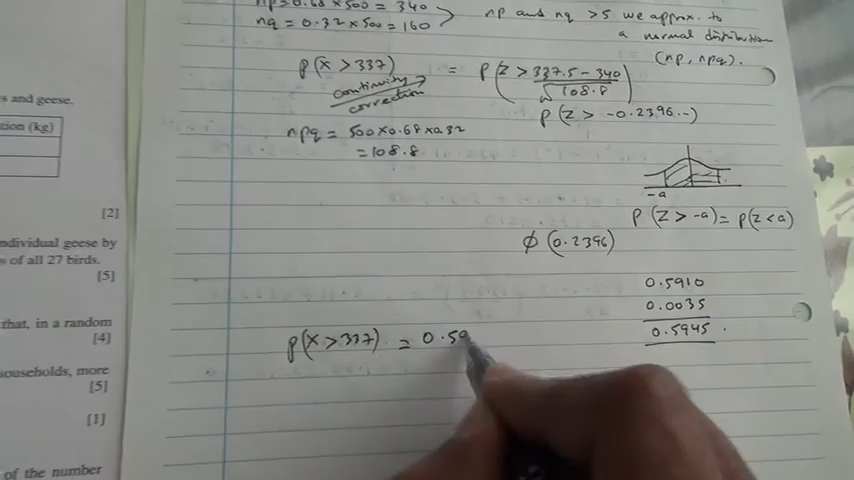 np = 0.68 × 500 = 340
nq = 0.32 × 500 = 160
np and nq >5 we approx. to
a normal distribution
(np, npq).
P(X > 337) = P(Z > 337.5 - 340 / √108.8)
continuity
correction
P(Z > -0.2396..)
npq = 500×0.68×0.32
= 108.8
-a
P(Z > -a) = P(Z < a)
ϕ(0.2396)
0.5910
0.0035
0.5945
P(X > 337) = 0.59
s and geese.
tion (kg)
[2]
ndividual geese by
s of all 27 birds.
[5]
that, in a random
[4]
ouseholds, more
[5]
[1]
of the number